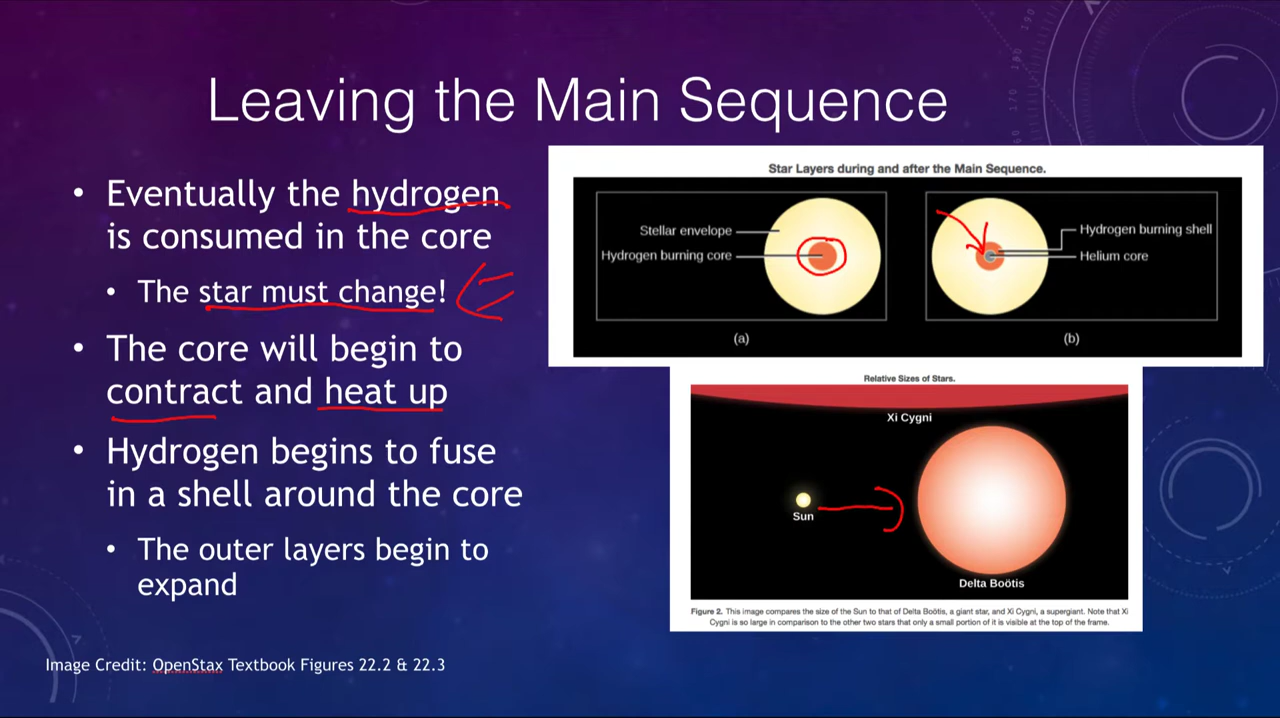 Leaving the Main Sequence
• Eventually the hydrogen
is consumed in the core
• The star must change!
• The core will begin to
contract and heat up
• Hydrogen begins to fuse
in a shell around the core
• The outer layers begin to
expand
Image Credit: OpenStax Textbook Figures 22.2 & 22.3
Star Layers during and after the Main Sequence.
Stellar envelope
Hydrogen burning core
(a)
Hydrogen burning shell
Helium core
(b)
Relative Sizes of Stars.
Xi Cygni
Sun
Delta Boötis
Figure 2. This image compares the size of the Sun to that of Delta Boötis, a giant star, and Xi Cygni, a supergiant. Note that Xi
Cygni is so large in comparison to the other two stars that only a small portion of it is visible at the top of the frame.